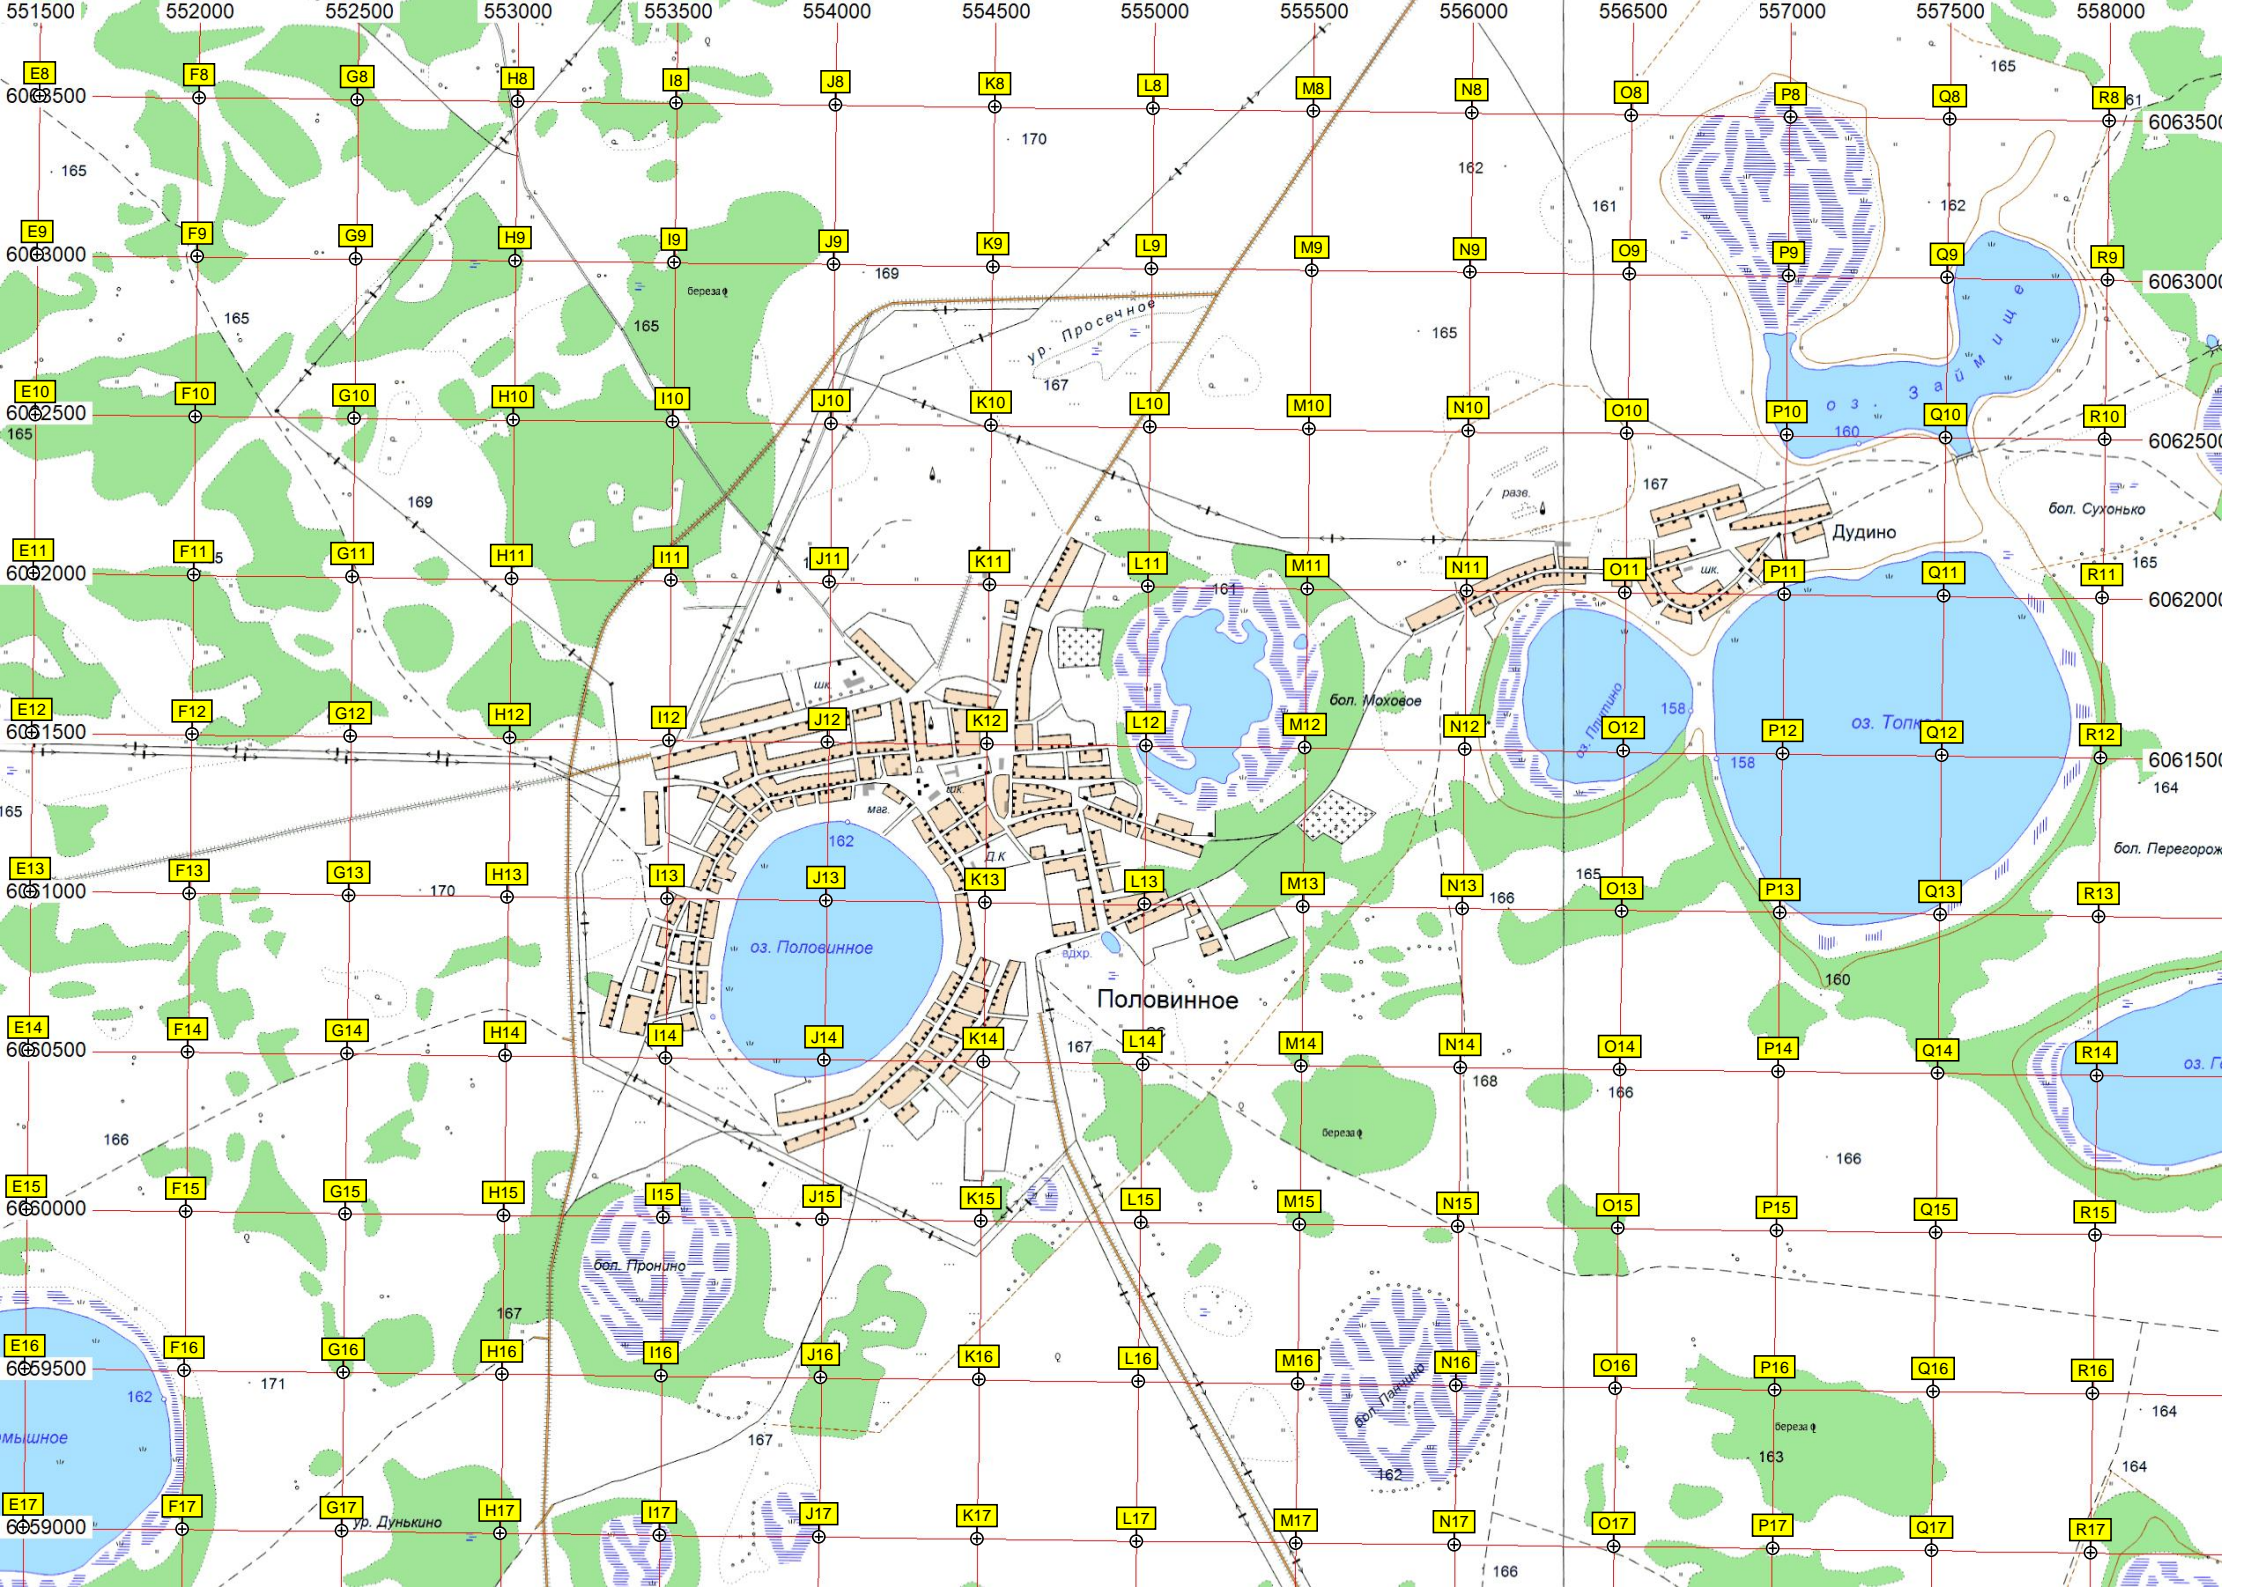 551500 552000 552500 553000 553500 554000 554500 555000 555500 556000 556500 557000 557500 558000
E8 F8 G8 H8 I8 J8 K8 L8 M8 N8 O8 P8 Q8 R8
6063500
6063500
165
61
170
165
162
161
162
E9 F9 G9 H9 I9 J9 K9 L9 M9 N9 O9 P9 Q9 R9
6063000
169
6063000
береза
165
165
ур. Просечное
165
167
оз. Займище
160
E10 F10 G10 H10 I10 J10 K10 L10 M10 N10 O10 P10 Q10 R10
6062500
6062500
165
169
разв.
167
бол. Сухонько
Дудино
E11 F11 G11 H11 I11 J11 K11 L11 M11 N11 O11 P11 Q11 R11
6062000
шк.
165
161
6062000
шк.
бол. Моховое
оз. Плитино
158
оз. Топкое
E12 F12 G12 H12 I12 J12 K12 L12 M12 N12 O12 P12 Q12 R12
6061500
6061500
158
164
165
шк.
маг.
162
Д.К
бол. Перегорож
E13 F13 G13 H13 I13 J13 K13 L13 M13 N13 O13 P13 Q13 R13
6061000
170
166
165
оз. Половинное
вдхр.
Половинное
160
E14 F14 G14 H14 I14 J14 K14 L14 M14 N14 O14 P14 Q14 R14
6060500
167
168
166
166
береза
166
E15 F15 G15 H15 I15 J15 K15 L15 M15 N15 O15 P15 Q15 R15
6060000
бол. Пронино
167
E16 F16 G16 H16 I16 J16 K16 L16 M16 N16 O16 P16 Q16 R16
6059500
171
162
бол. Панчино
164
мышное
167
береза
163
162
164
E17 F17 G17 H17 I17 J17 K17 L17 M17 N17 O17 P17 Q17 R17
6059000
ур. Дунькино
166